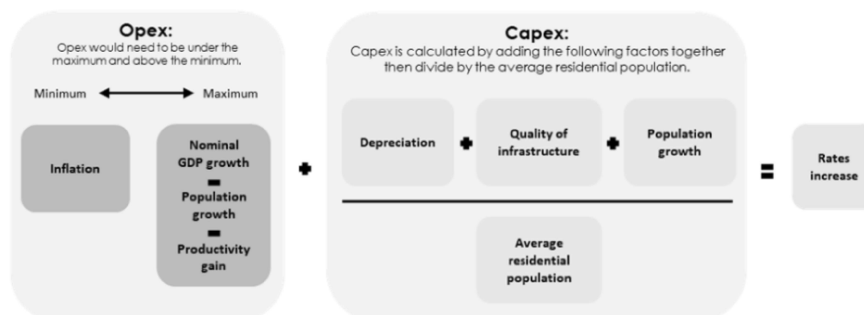 Opex:
Opex would need to be under the
maximum and above the minimum.
Minimum
Maximum
Inflation
Nominal
GDP growth
Population
growth
Productivity
gain
Capex:
Capex is calculated by adding the following factors together
then divide by the average residential population.
Depreciation
Quality of
infrastructure
Population
growth
Average
residential
population
Rates
increase